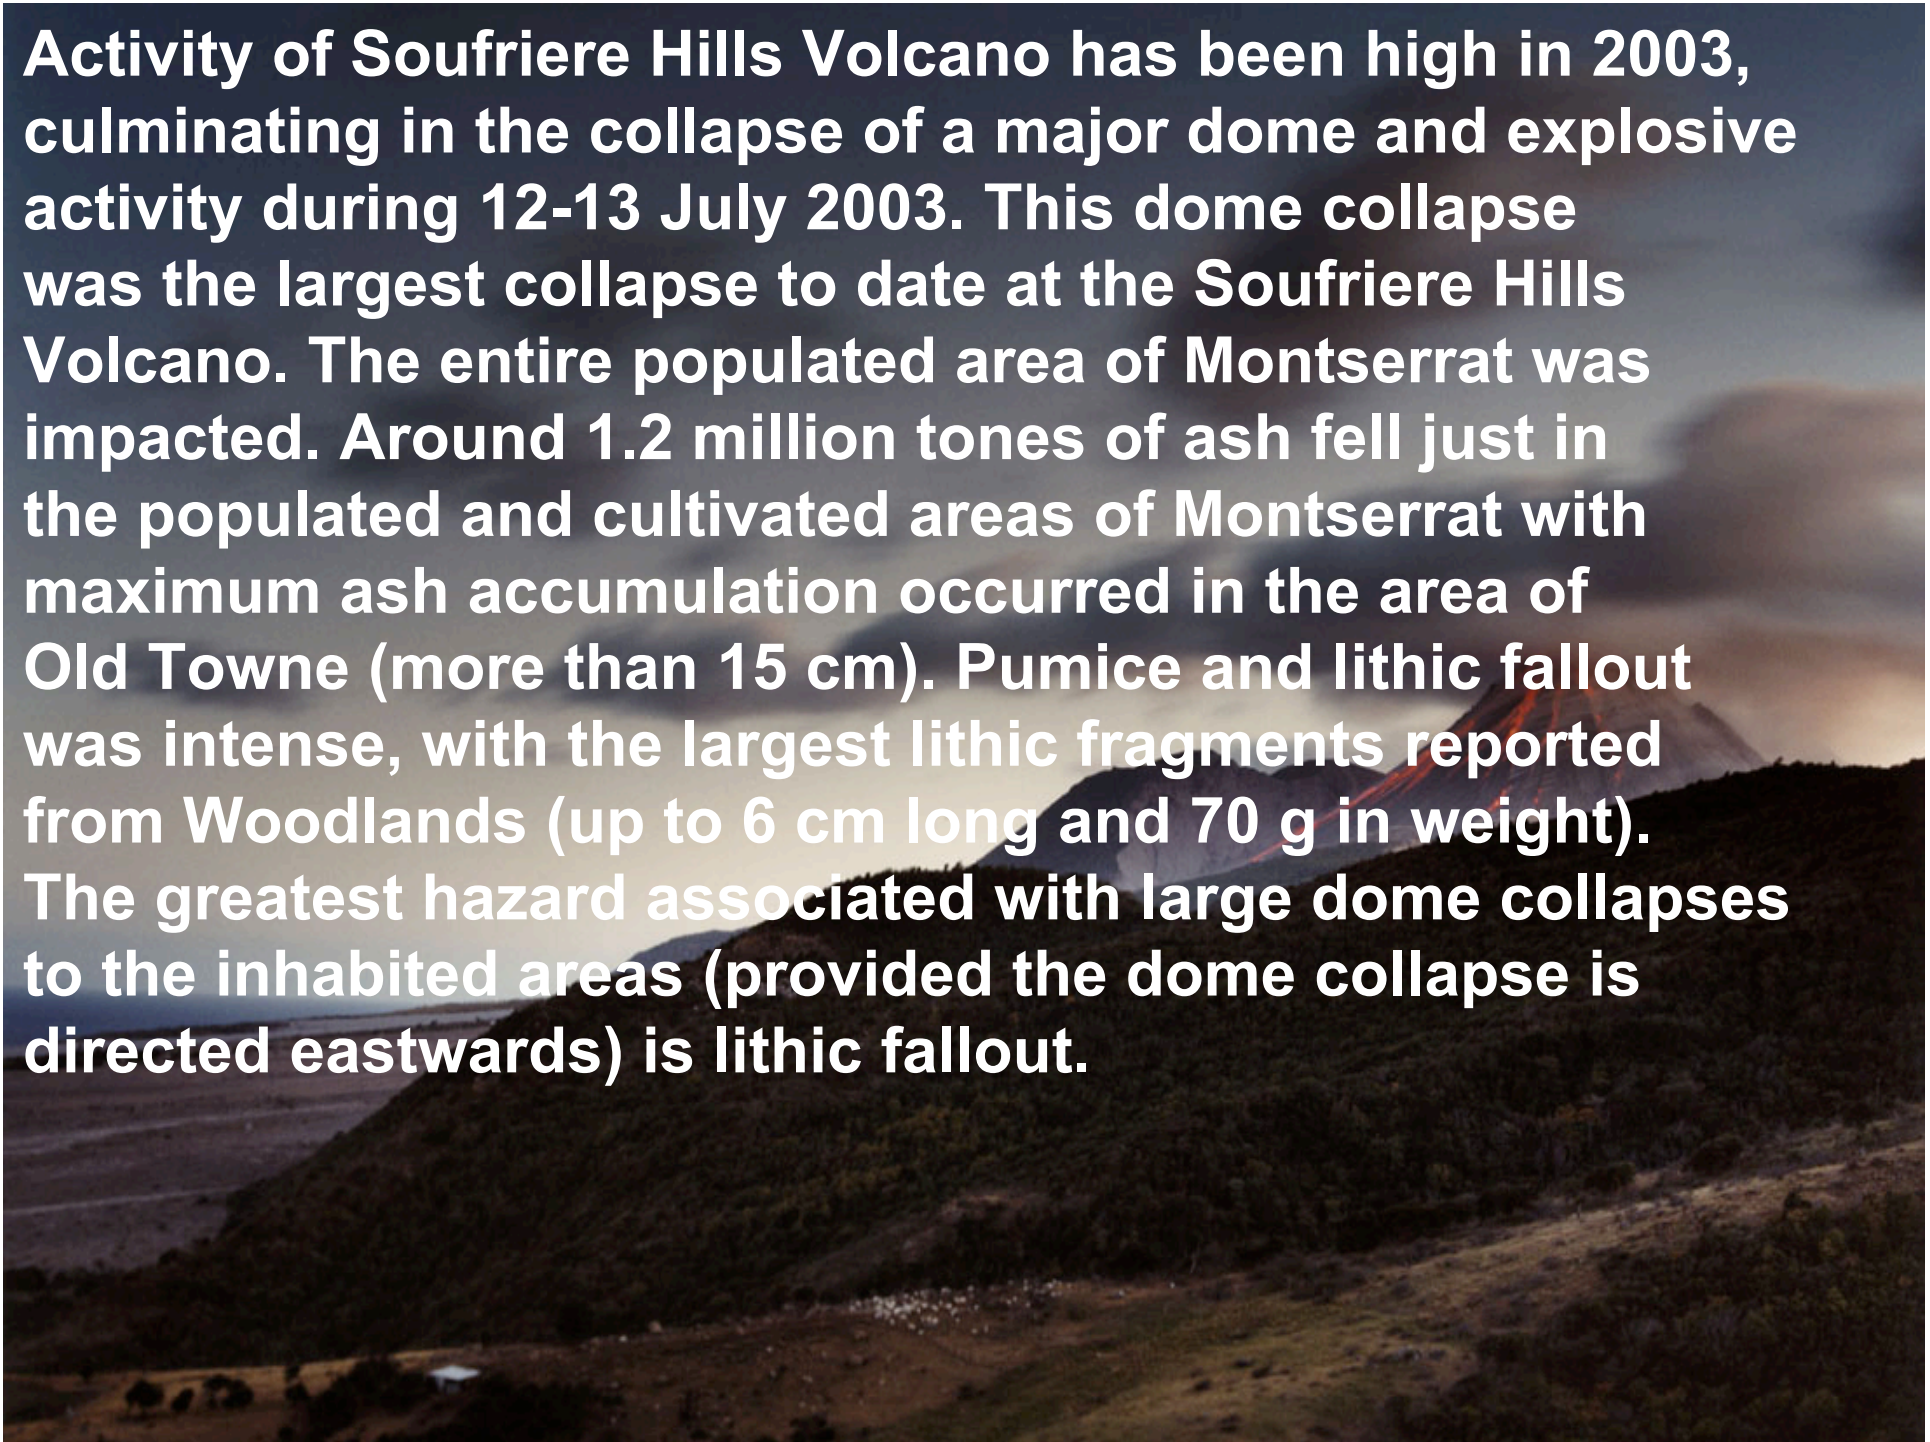 Activity of Soufriere Hills Volcano has been high in 2003,
culminating in the collapse of a major dome and explosive
activity during 12-13 July 2003. This dome collapse
was the largest collapse to date at the Soufriere Hills
Volcano. The entire populated area of Montserrat was
impacted. Around 1.2 million tones of ash fell just in
the populated and cultivated areas of Montserrat with
maximum ash accumulation occurred in the area of
Old Towne (more than 15 cm). Pumice and lithic fallout
was intense, with the largest lithic fragments reported
from Woodlands (up to 6 cm long and 70 g in weight).
The greatest hazard associated with large dome collapses
to the inhabited areas (provided the dome collapse is
directed eastwards) is lithic fallout.